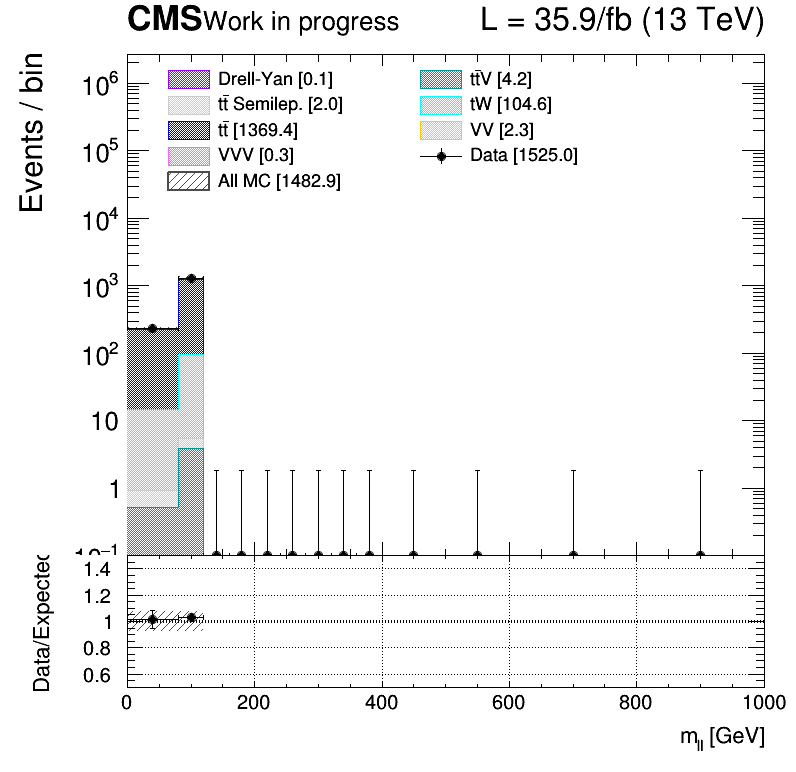 CMS Work in progress L = 35.9/fb (13 TeV)
Events / bin
Drell-Yan [0.1]
tt̄ Semilep. [2.0]
tt̄ [1369.4]
VVV [0.3]
All MC [1482.9]
tt̄V [4.2]
tW [104.6]
VV [2.3]
Data [1525.0]
10⁶
10⁵
10⁴
10³
10²
10
1
10⁻¹
Data/Expected
1.4
1.2
1
0.8
0.6
0 200 400 600 800 1000
m_ll [GeV]